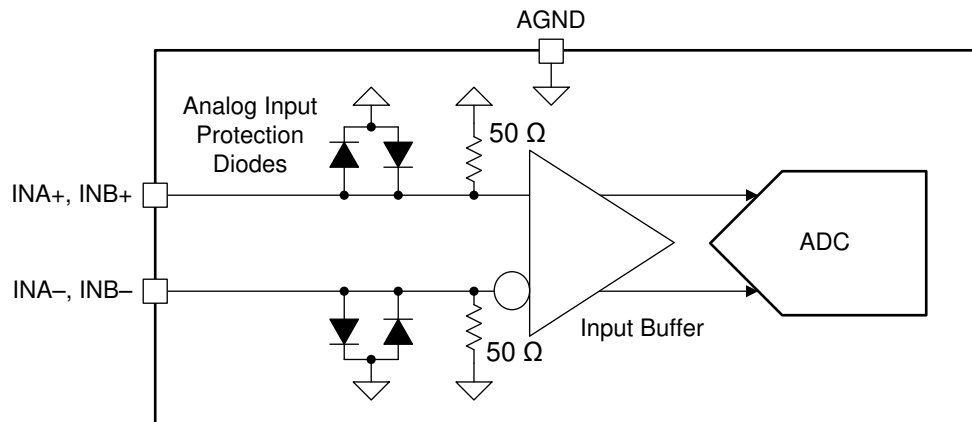 AGND
Analog Input
Protection
Diodes
50 Ω
INA+, INB+
ADC
INA–, INB–
Input Buffer
50 Ω